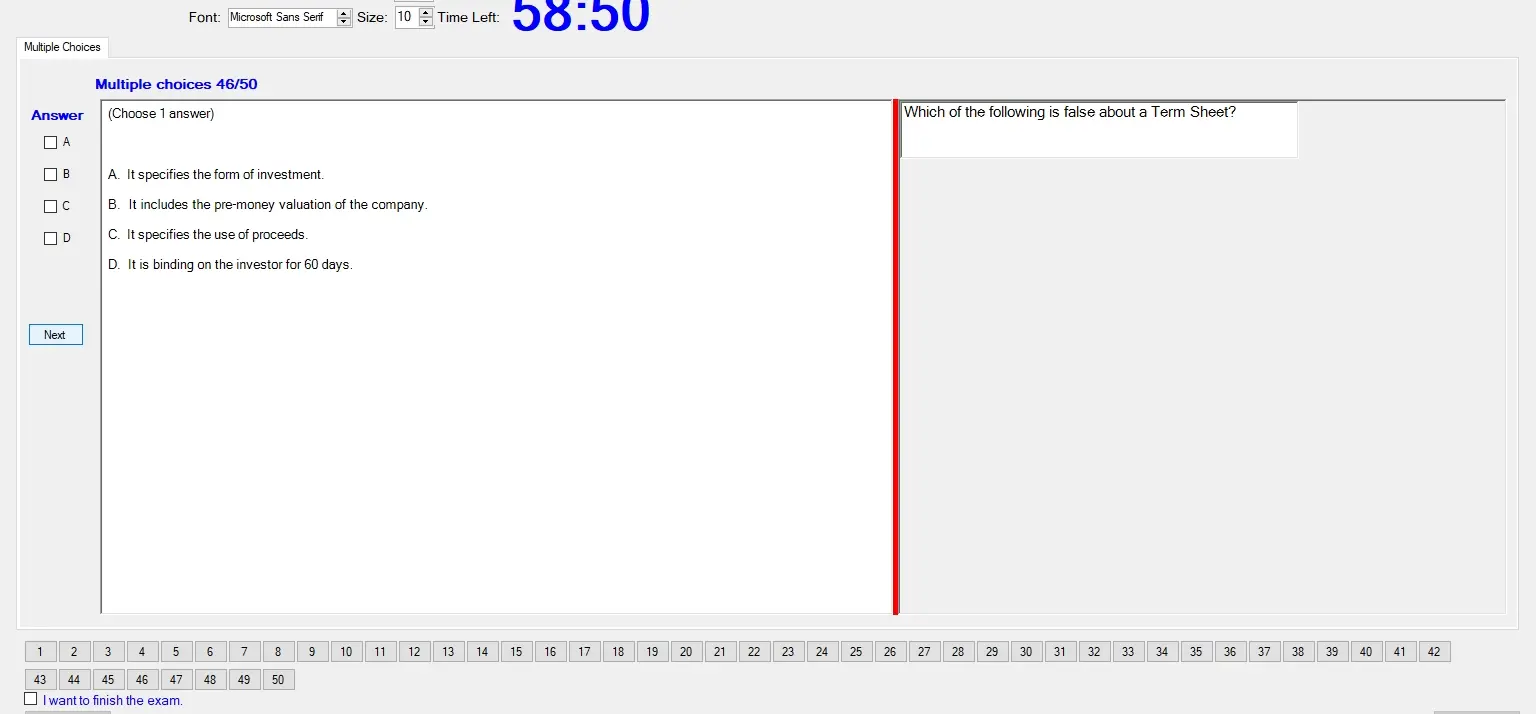 Font: Microsoft Sans Serif Size: 10 Time Left: 58:50
Multiple Choices
Multiple choices 46/50
Answer
A
B
C
D
Next
(Choose 1 answer)
A. It specifies the form of investment.
B. It includes the pre-money valuation of the company.
C. It specifies the use of proceeds.
D. It is binding on the investor for 60 days.
Which of the following is false about a Term Sheet?
1 2 3 4 5 6 7 8 9 10 11 12 13 14 15 16 17 18 19 20 21 22 23 24 25 26 27 28 29 30 31 32 33 34 35 36 37 38 39 40 41 42
43 44 45 46 47 48 49 50
I want to finish the exam.